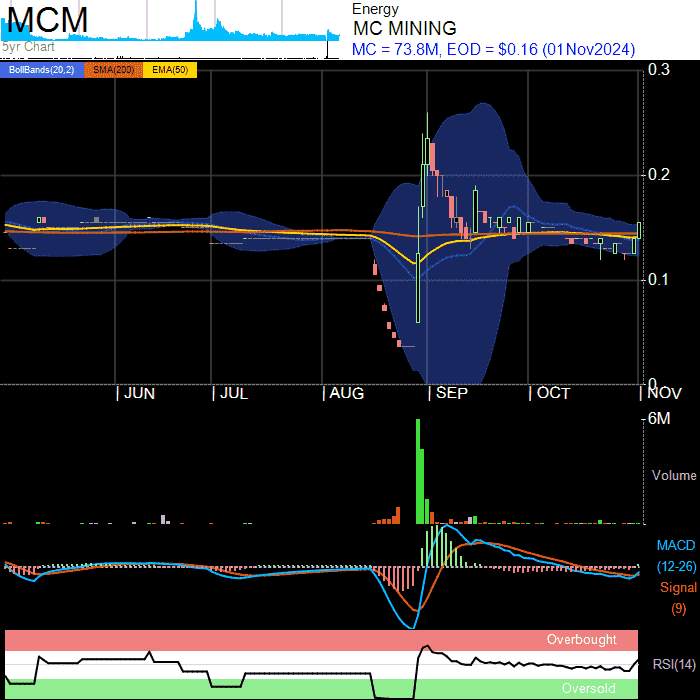 MCM
5yr Chart
Energy
MC MINING
MC = 73.8M, EOD = $0.16 (01Nov2024)
BollBands(20,2) SMA(200) EMA(50)
0.3
0.2
0.1
0
| JUN | JUL | AUG | SEP | OCT | NOV
6M
Volume
MACD
(12-26)
Signal
(9)
Overbought
RSI(14)
Oversold